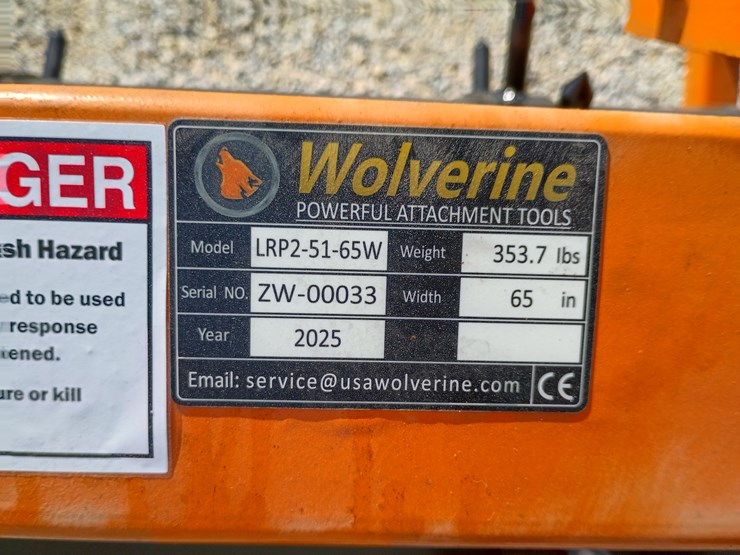 GER
sh Hazard
ed to be used
response
ened.
ure or kill
Wolverine
POWERFUL ATTACHMENT TOOLS
Model LRP2-51-65W Weight 353.7 lbs
Serial NO. ZW-00033 Width 65 in
Year 2025
Email: service@usawolverine.com CE